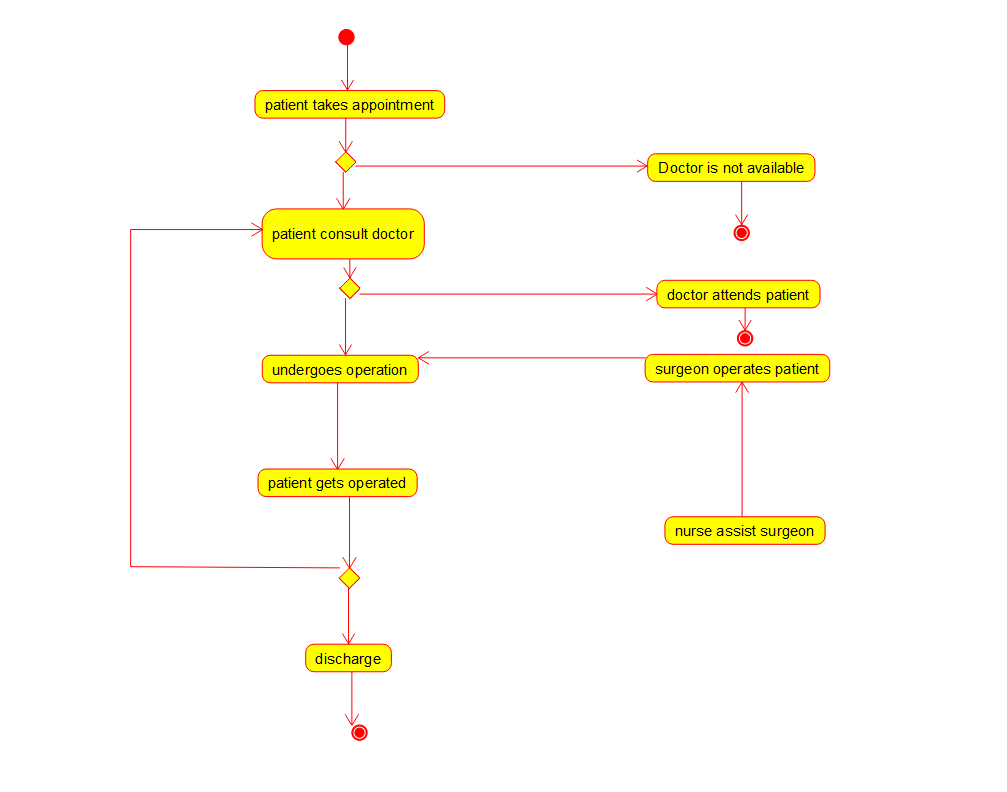 patient takes appointment
Doctor is not available
patient consult doctor
doctor attends patient
undergoes operation
surgeon operates patient
patient gets operated
nurse assist surgeon
discharge